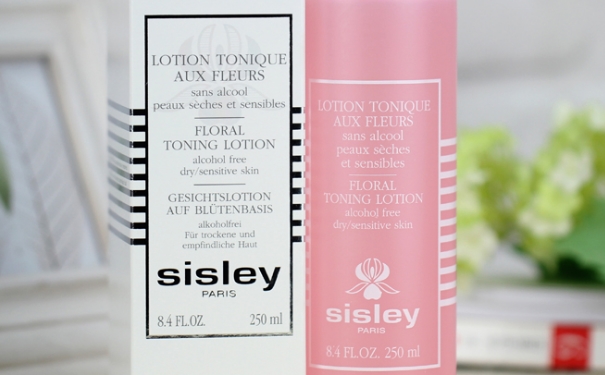 LOTION TONIQUE
AUX FLEURS
sans alcool
peaux sèches et sensibles
FLORAL
TONING LOTION
alcohol free
dry/sensitive skin
GESICHTSLOTION
AUF BLÜTENBASIS
alkoholfrei
Für trockene und
empfindliche Haut
sisley
PARIS
8.4 FL.OZ. 250 ml
LOTION TONIQUE
AUX FLEURS
sans alcool
peaux sèches
et sensibles
FLORAL
TONING LOTION
alcohol free
dry/sensitive skin
sisley
PARIS
8.4 FL.OZ. 250 ml